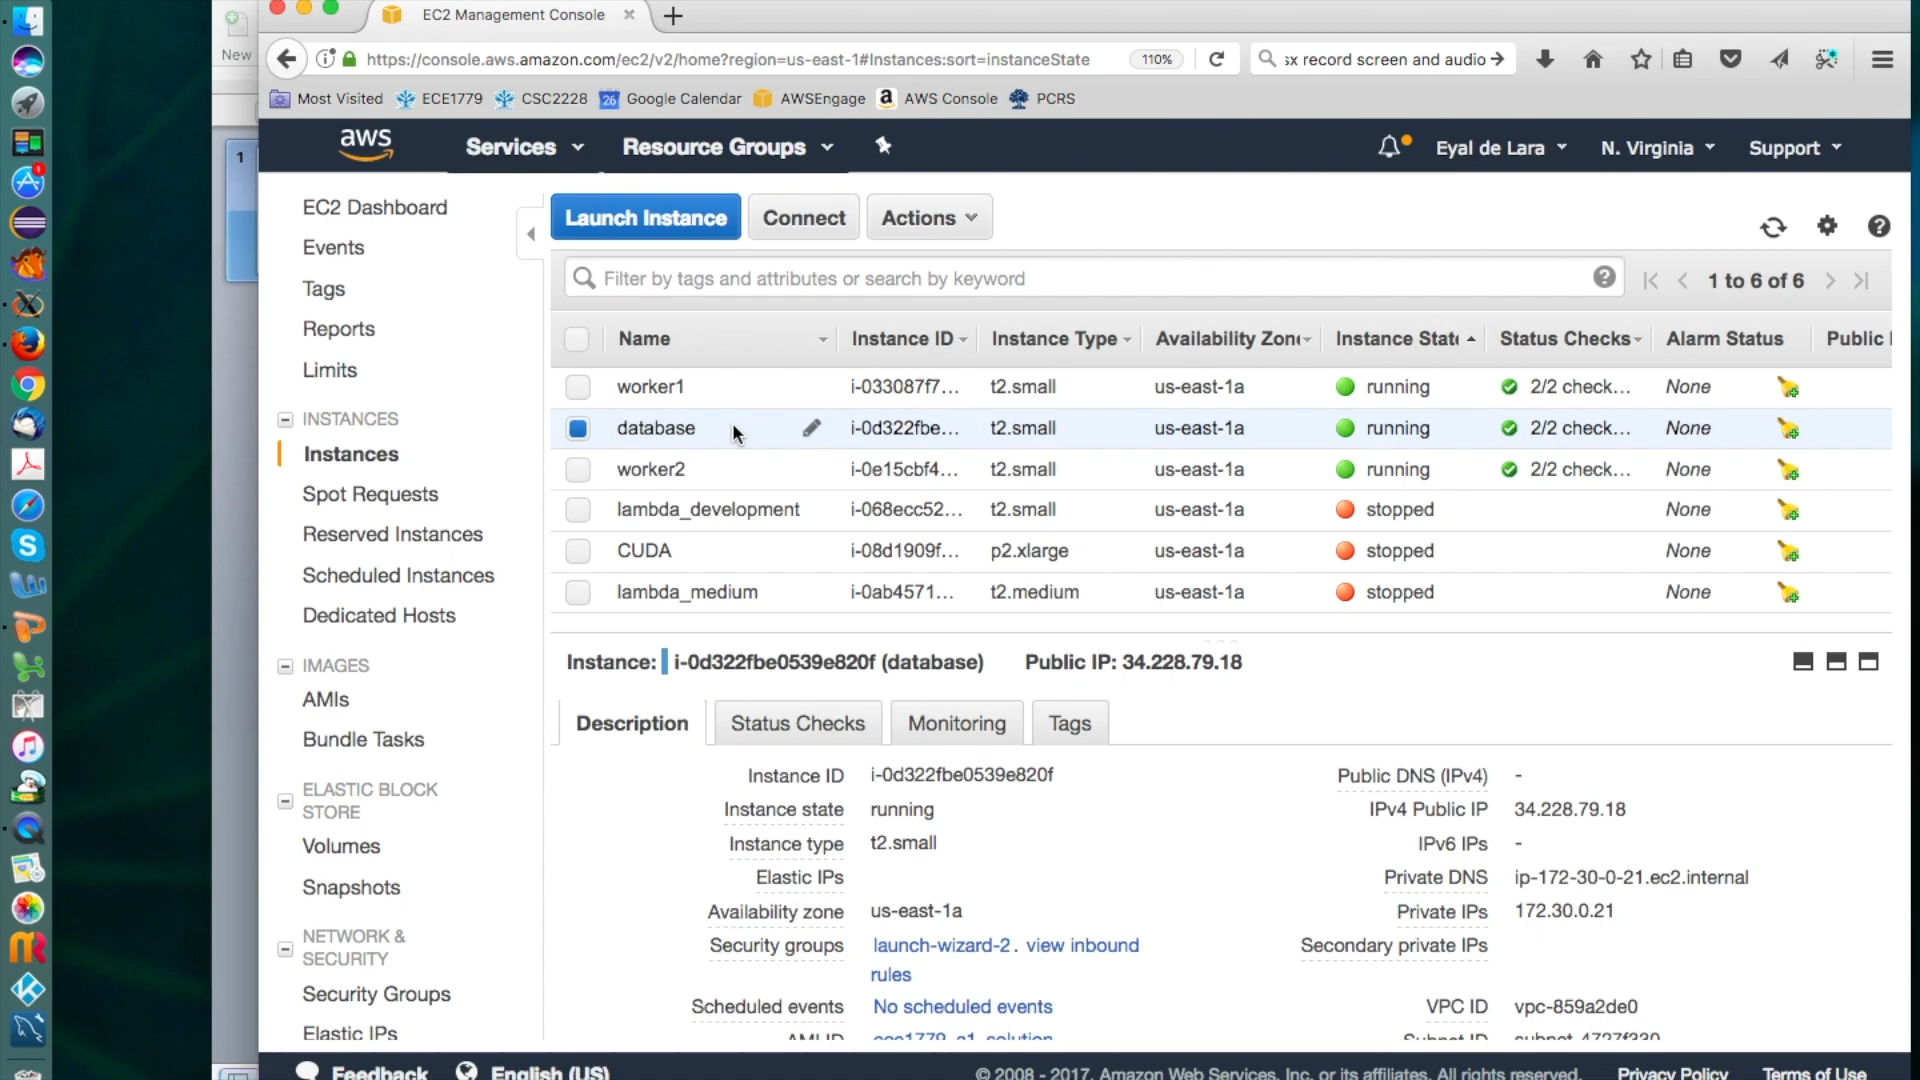 EC2 Management Console
New
https://console.aws.amazon.com/ec2/v2/home?region=us-east-1#Instances:sort=instanceState
110%
sx record screen and audio
Most Visited
ECE1779
CSC2228
26
Google Calendar
AWSEngage
a
AWS Console
PCRS
aws
Services
Resource Groups
Eyal de Lara
N. Virginia
Support
1
EC2 Dashboard
Events
Tags
Reports
Limits
INSTANCES
Instances
Spot Requests
Reserved Instances
Scheduled Instances
Dedicated Hosts
IMAGES
AMIs
Bundle Tasks
ELASTIC BLOCK
STORE
Volumes
Snapshots
NETWORK &
SECURITY
Security Groups
Elastic IPs
Launch Instance
Connect
Actions
Filter by tags and attributes or search by keyword
1 to 6 of 6
Name Instance ID Instance Type Availability Zon Instance Stat Status Checks Alarm Status Public
worker1 i-033087f7... t2.small us-east-1a running 2/2 check... None
database i-0d322fbe... t2.small us-east-1a running 2/2 check... None
worker2 i-0e15cbf4... t2.small us-east-1a running 2/2 check... None
lambda_development i-068ecc52... t2.small us-east-1a stopped None
CUDA i-08d1909f... p2.xlarge us-east-1a stopped None
lambda_medium i-0ab4571... t2.medium us-east-1a stopped None
Instance: i-0d322fbe0539e820f (database) Public IP: 34.228.79.18
Description
Status Checks
Monitoring
Tags
Instance ID i-0d322fbe0539e820f
Instance state running
Instance type t2.small
Elastic IPs
Availability zone us-east-1a
Security groups launch-wizard-2. view inbound
rules
Scheduled events No scheduled events
AMI ID ece1779_a1_solution
Public DNS (IPv4) -
IPv4 Public IP 34.228.79.18
IPv6 IPs -
Private DNS ip-172-30-0-21.ec2.internal
Private IPs 172.30.0.21
Secondary private IPs
VPC ID vpc-859a2de0
Subnet ID subnet-4727f330
Feedback
English (US)
© 2008 - 2017, Amazon Web Services, Inc. or its affiliates. All rights reserved.
Privacy Policy
Terms of Use